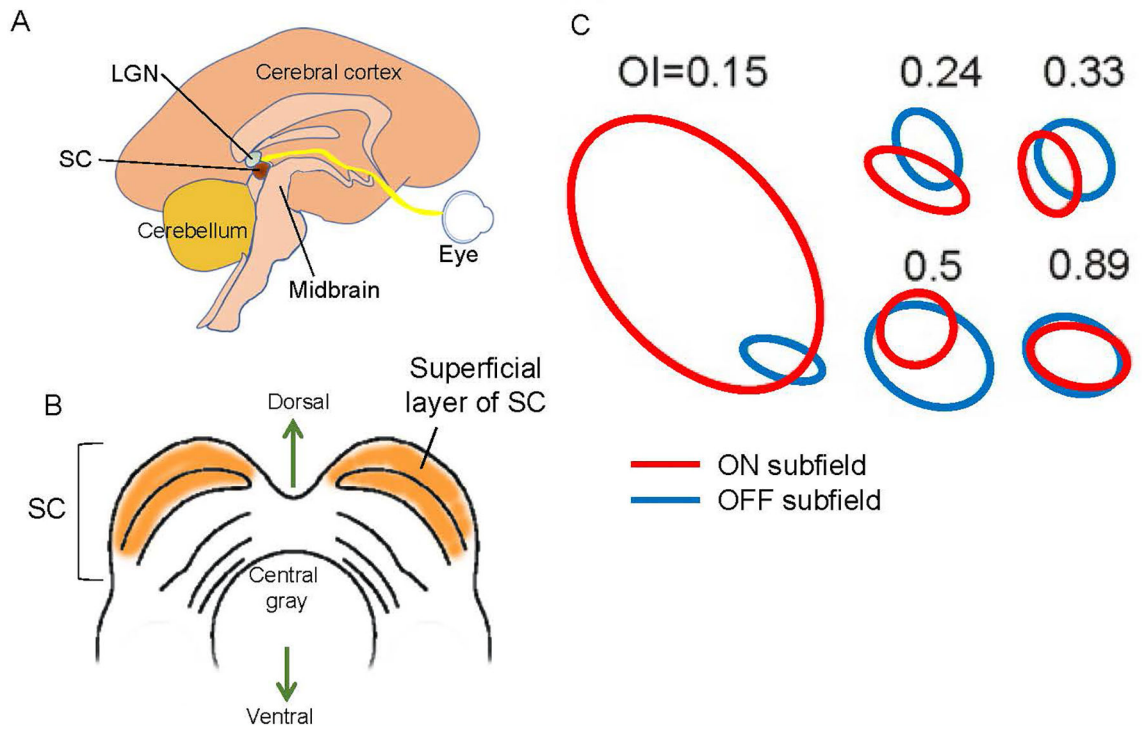 A
LGN
Cerebral cortex
SC
Cerebellum
Eye
Midbrain
B
Dorsal
Superficial
layer of SC
SC
Central
gray
Ventral
C
OI=0.15
0.24
0.33
0.5
0.89
ON subfield
OFF subfield